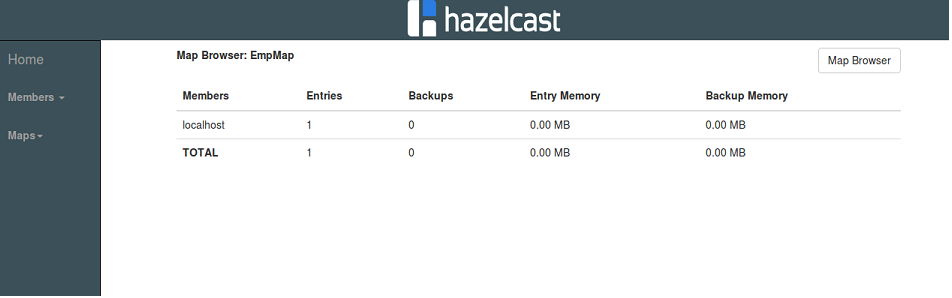 hazelcast
Home
Members
Maps
Map Browser: EmpMap
Map Browser
Members Entries Backups Entry Memory Backup Memory
localhost 1 0 0.00 MB 0.00 MB
TOTAL 1 0 0.00 MB 0.00 MB